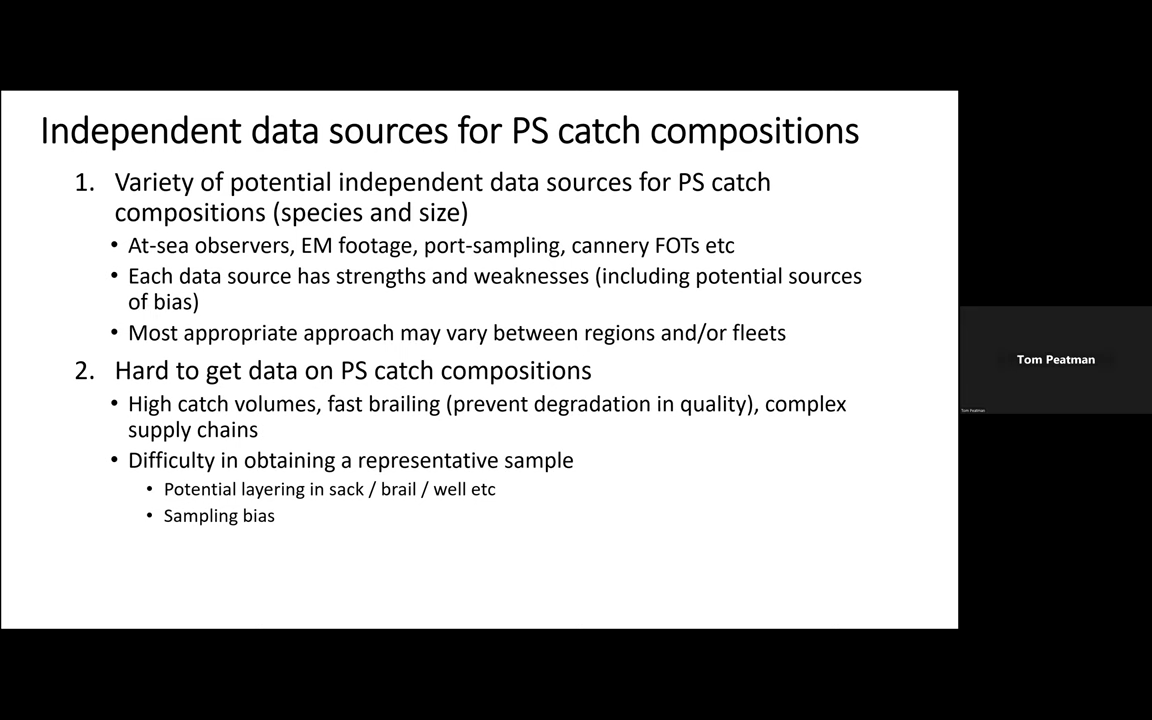 Independent data sources for PS catch compositions
1. Variety of potential independent data sources for PS catch
compositions (species and size)
• At-sea observers, EM footage, port-sampling, cannery FOTs etc
• Each data source has strengths and weaknesses (including potential sources
of bias)
• Most appropriate approach may vary between regions and/or fleets
2. Hard to get data on PS catch compositions
• High catch volumes, fast brailing (prevent degradation in quality), complex
supply chains
• Difficulty in obtaining a representative sample
• Potential layering in sack / brail / well etc
• Sampling bias
Tom Peatman
Tom Peatman